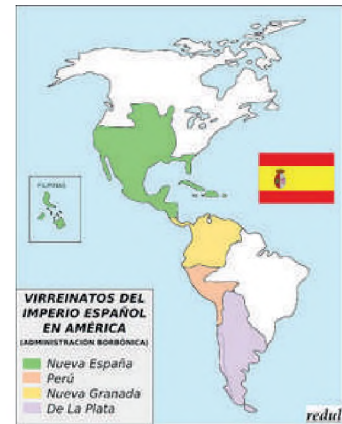 FILIPINAS
VIRREINATOS DEL
IMPERIO ESPAÑOL
EN AMÉRICA
(ADMINISTRACIÓN BORBÓNICA)
Nueva España
Perú
Nueva Granada
De La Plata
redul